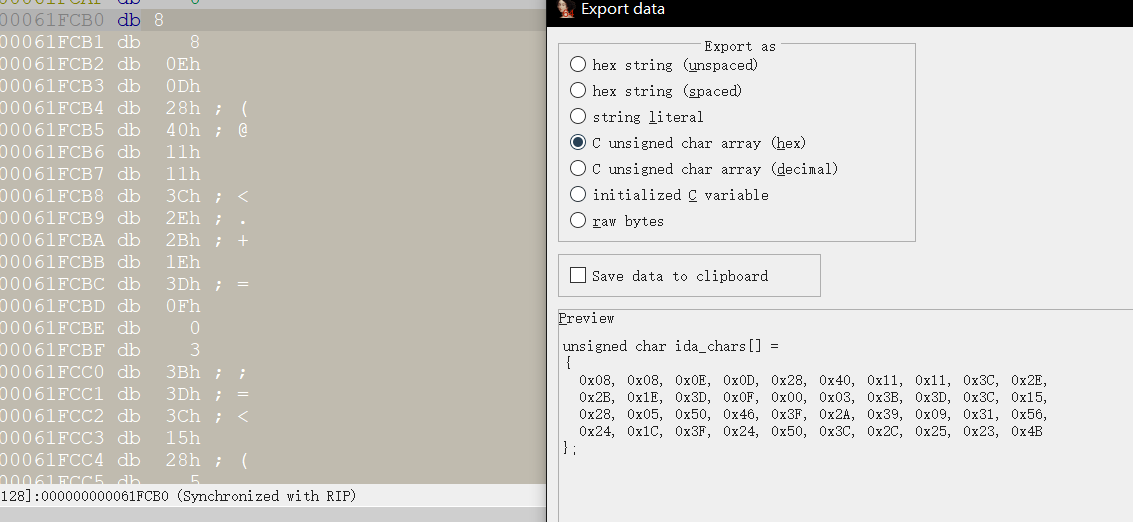 00061FCAF db 0
00061FCB0 db 8
00061FCB1 db 8
00061FCB2 db 0Eh
00061FCB3 db 0Dh
00061FCB4 db 28h ; (
00061FCB5 db 40h ; @
00061FCB6 db 11h
00061FCB7 db 11h
00061FCB8 db 3Ch ; <
00061FCB9 db 2Eh ; .
00061FCBA db 2Bh ; +
00061FCBB db 1Eh
00061FCBC db 3Dh ; =
00061FCBD db 0Fh
00061FCBE db 0
00061FCBF db 3
00061FCC0 db 3Bh ; ;
00061FCC1 db 3Dh ; =
00061FCC2 db 3Ch ; <
00061FCC3 db 15h
00061FCC4 db 28h ; (
00061FCC5 db 5
128]:000000000061FCB0 (Synchronized with RIP)
Export data
Export as
hex string (unspaced)
hex string (spaced)
string literal
C unsigned char array (hex)
C unsigned char array (decimal)
initialized C variable
raw bytes
Save data to clipboard
Preview
unsigned char ida_chars[] =
{
0x08, 0x08, 0x0E, 0x0D, 0x28, 0x40, 0x11, 0x11, 0x3C, 0x2E,
0x2B, 0x1E, 0x3D, 0x0F, 0x00, 0x03, 0x3B, 0x3D, 0x3C, 0x15,
0x28, 0x05, 0x50, 0x46, 0x3F, 0x2A, 0x39, 0x09, 0x31, 0x56,
0x24, 0x1C, 0x3F, 0x24, 0x50, 0x3C, 0x2C, 0x25, 0x23, 0x4B
};